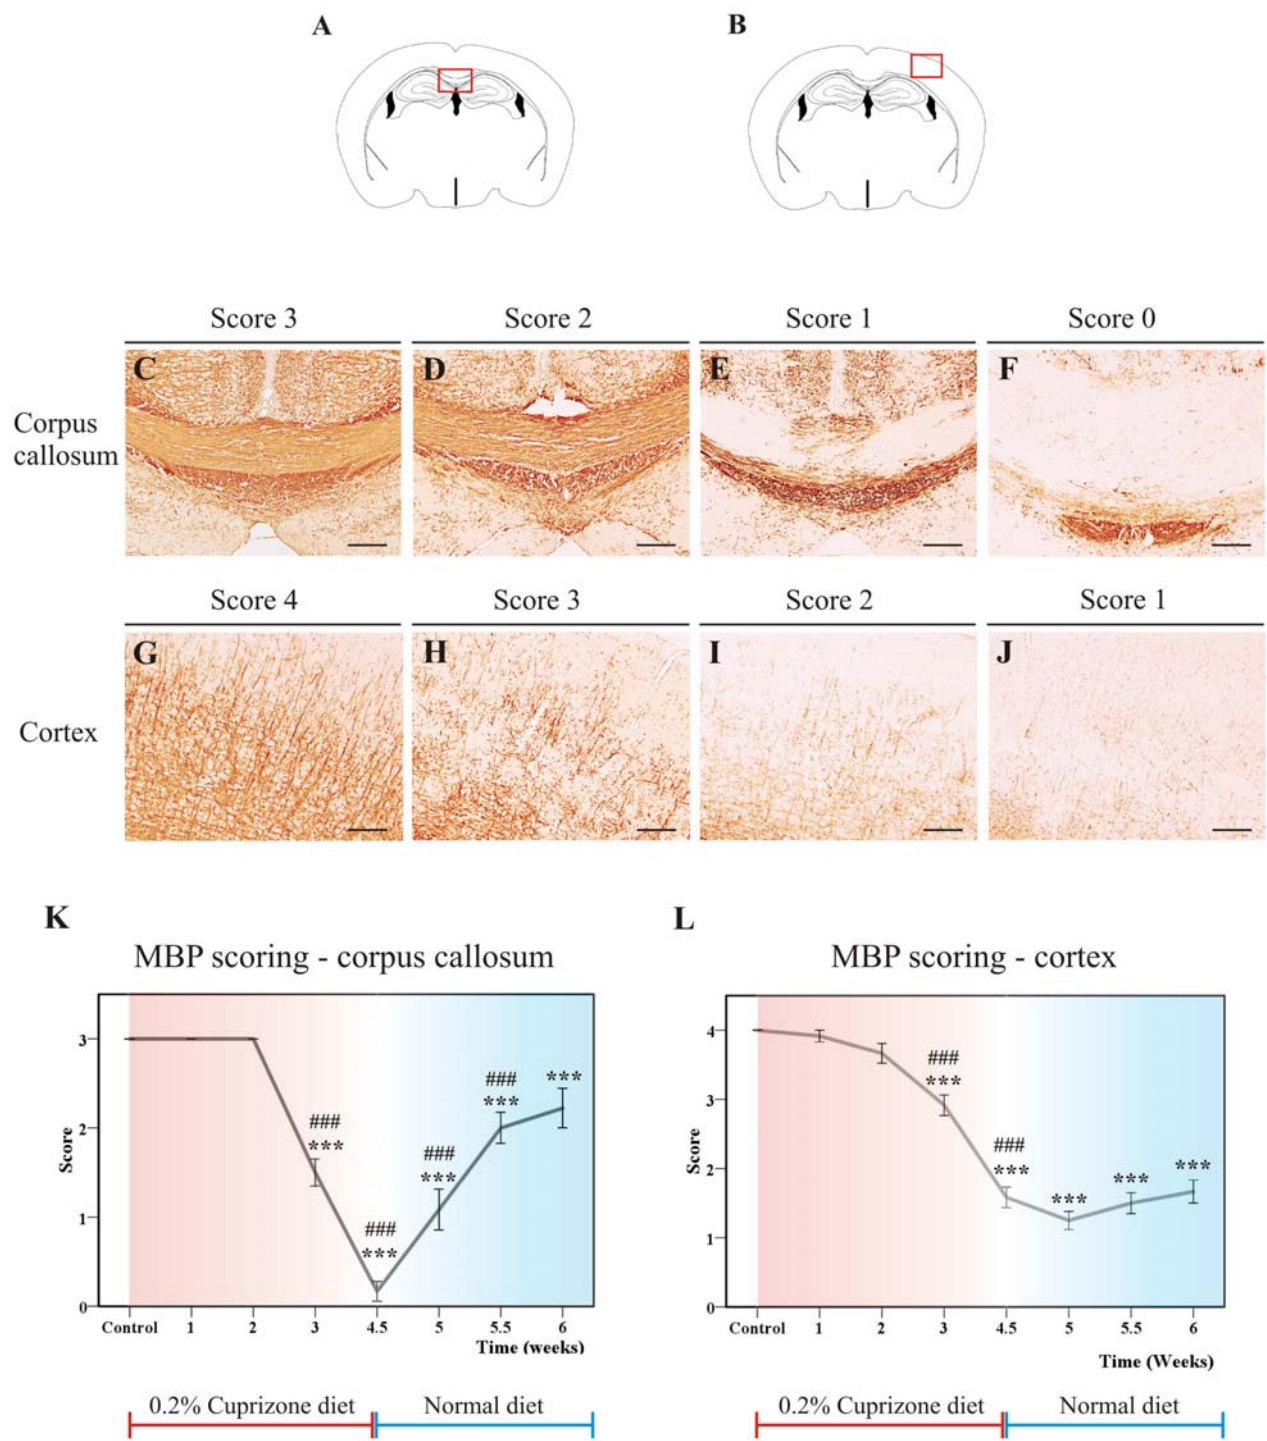 A
B
Score 3
Score 2
Score 1
Score 0
C
D
E
F
Corpus
callosum
Score 4
Score 3
Score 2
Score 1
G
H
I
J
Cortex
K
MBP scoring - corpus callosum
3
2
1
0
Score
###
***
###
***
###
***
###
***
***
Control
1
2
3
4.5
5
5.5
6
Time (weeks)
0.2% Cuprizone diet
Normal diet
L
MBP scoring - cortex
4
3
2
1
0
Score
###
***
###
***
***
***
***
Control
1
2
3
4.5
5
5.5
6
Time (Weeks)
0.2% Cuprizone diet
Normal diet